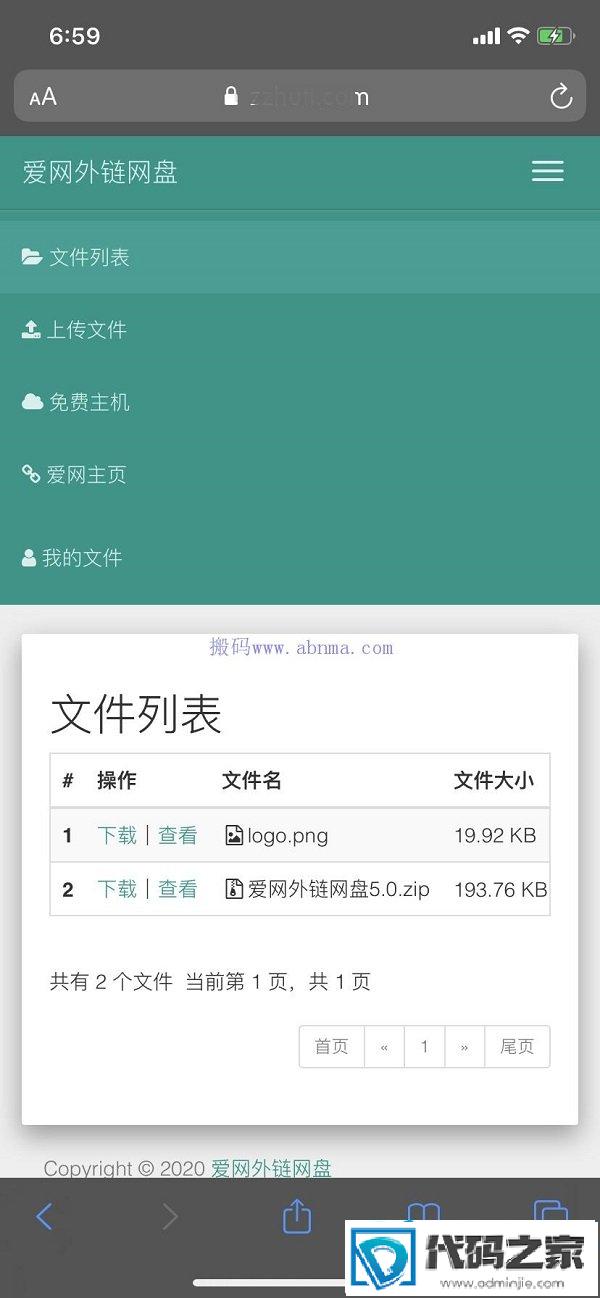 6:59
AA
爱网外链网盘
文件列表
上传文件
免费主机
爱网主页
我的文件
搬码www.abnma.com
文件列表
# 操作 文件名 文件大小
1 下载 | 查看 logo.png 19.92 KB
2 下载 | 查看 爱网外链网盘5.0.zip 193.76 KB
共有 2 个文件 当前第 1 页，共 1 页
首页 « 1 » 尾页
Copyright © 2020 爱网外链网盘
代码之家
www.adminjie.com